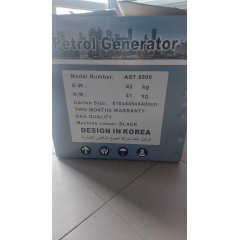 Petrol Generator
Model Number: AST 8800
G.W.: 43 kg
N.W.: 41 kg
Carton Size: 610x440x440mm
TWO MONTHS WARRANTY
AAA QUALITY
Machine colour: BLACK
DESIGN IN KOREA